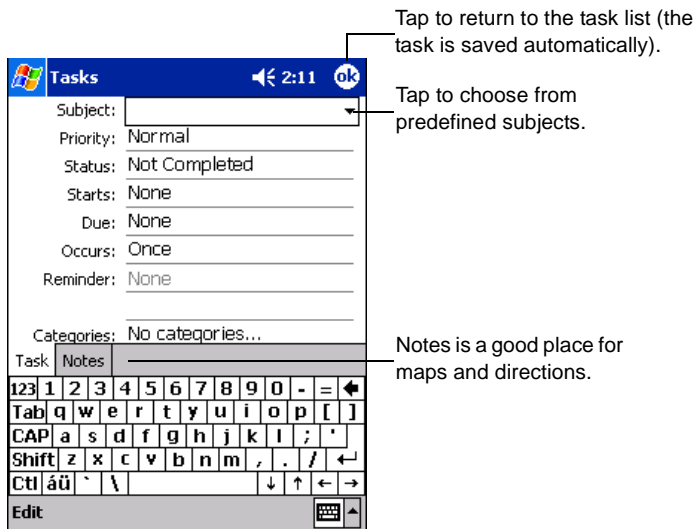 Tap to return to the task list (the
task is saved automatically).
Tasks 2:11 ok
Tap to choose from
predefined subjects.
Subject:
Priority: Normal
Status: Not Completed
Starts: None
Due: None
Occurs: Once
Reminder: None
Categories: No categories...
Notes is a good place for
maps and directions.
Task Notes
123 1 2 3 4 5 6 7 8 9 0 - =
Tab q w e r t y u i o p [ ]
CAP a s d f g h j k l ; '
Shift z x c v b n m , . /
Ctl áü ` \ ↓ ↑ ← →
Edit